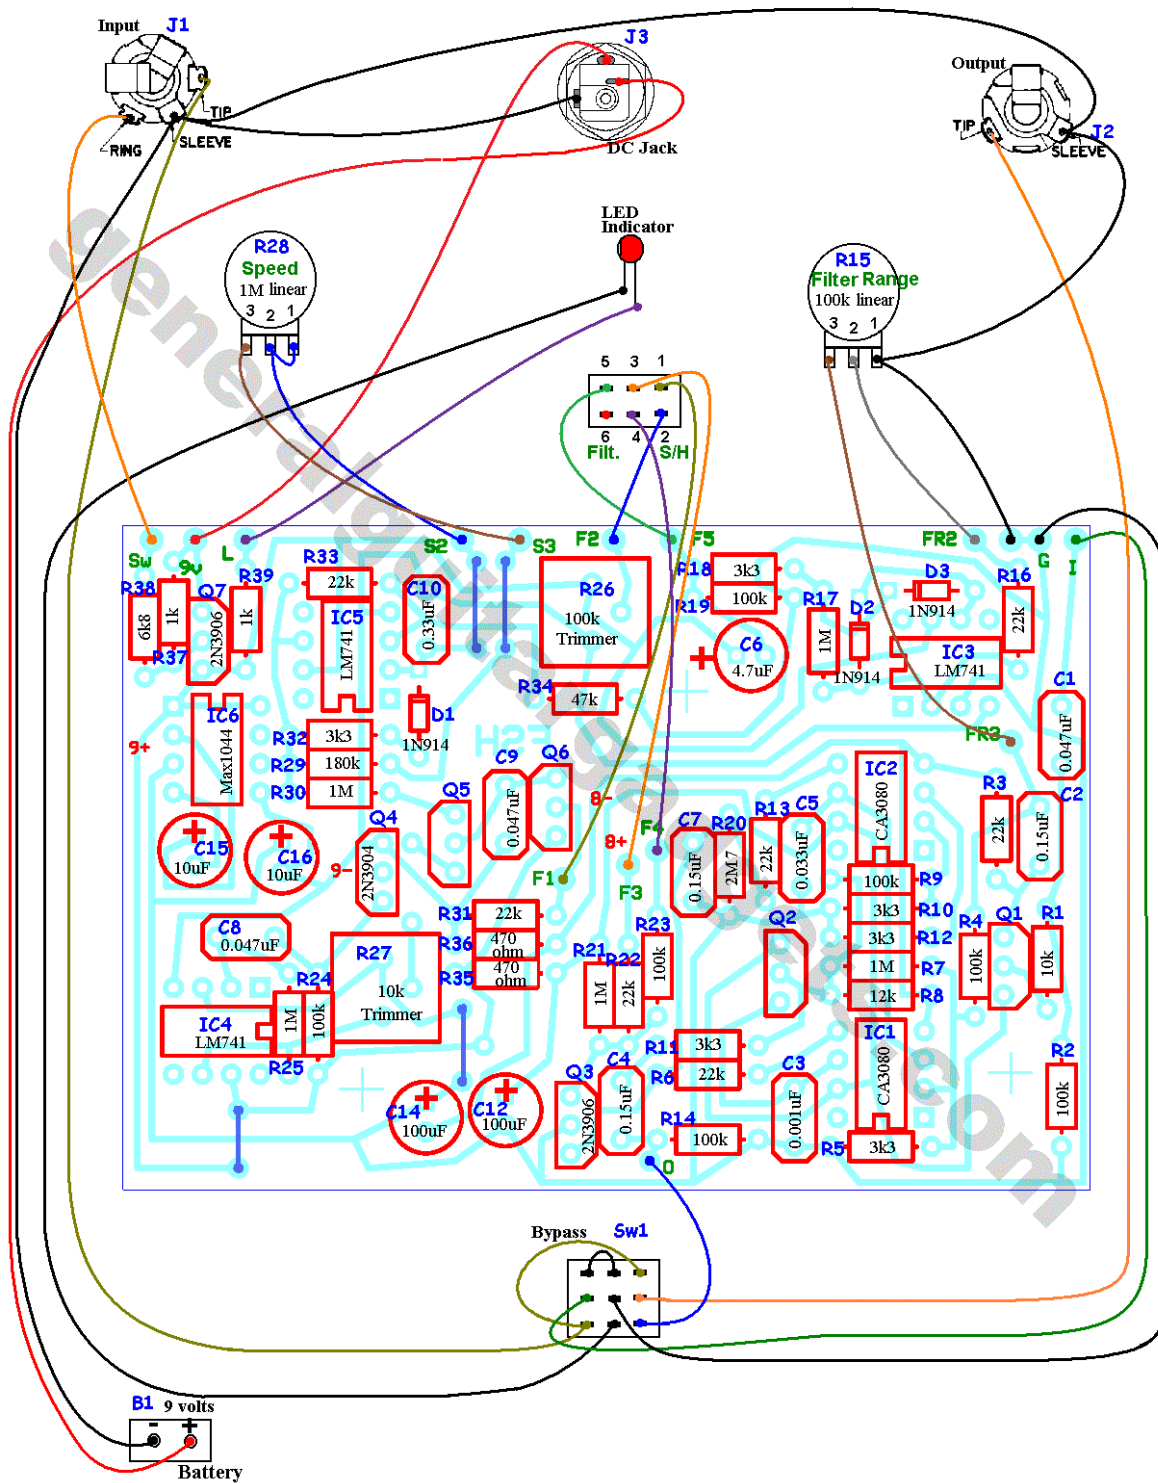 Input J1
J3
Output
TIP
RING
SLEEVE
DC Jack
TIP
J2
SLEEVE
LED
Indicator
R28
Speed
1M linear
3 2 1
R15
Filter Range
100k linear
3 2 1
5 3 1
6 4 2
Filt. S/H
Sw 9v L S2 S3 F2 F5 FR2 G I
R38
6k8
R37
1k
Q7
2N3906
R39
1k
R33
22k
IC5
LM741
C10
0.33uF
R26
100k
Trimmer
R18
3k3
R19
100k
R17
1M
D2
1N914
D3
1N914
R16
22k
IC3
LM741
C6
4.7uF
+
C1
0.047uF
R34
47k
D1
1N914
FSH
IC6
Max1044
9+
R32
3k3
R29
180k
R30
1M
C9
0.047uF
Q6
Q5
8-
8+
FR3
IC2
CA3080
R3
22k
C2
0.15uF
+
C15
10uF
+
C16
10uF
Q4
2N3904
9-
F1
F3
F4
C7
0.15uF
R20
2M7
R13
22k
C5
0.033uF
100k
R9
3k3
R10
3k3
R12
1M
R7
12k
R8
R4
100k
Q1
R1
10k
C8
0.047uF
R27
10k
Trimmer
R31
22k
R36
470
ohm
R35
470
ohm
R21
1M
R22
22k
R23
100k
Q2
IC4
LM741
R24
1M
100k
R25
R11
3k3
R6
22k
IC1
CA3080
R2
100k
+
C14
100uF
+
C12
100uF
Q3
2N3906
C4
0.15uF
R14
100k
C3
0.001uF
R5
3k3
O
Bypass
Sw1
B1 9 volts
- +
Battery
generalguitargadgets.com